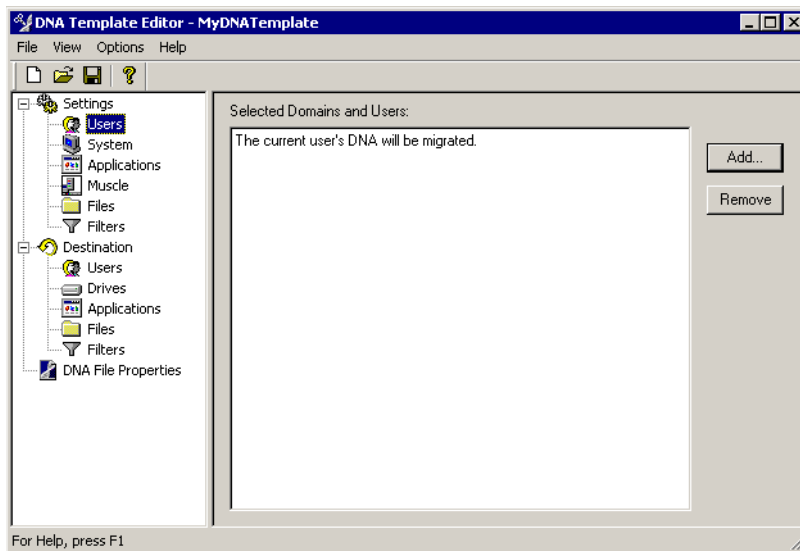 DNA Template Editor - MyDNATemplate
File View Options Help
Settings
Users
System
Applications
Muscle
Files
Filters
Destination
Users
Drives
Applications
Files
Filters
DNA File Properties
Selected Domains and Users:
The current user's DNA will be migrated.
Add...
Remove
For Help, press F1